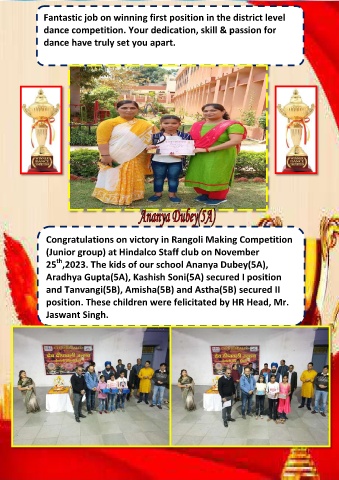 Fantastic job on winning first position in the district level
dance competition. Your dedication, skill & passion for
dance have truly set you apart.
Ananya Dubey(5A)
Congratulations on victory in Rangoli Making Competition
(Junior group) at Hindalco Staff club on November
25th,2023. The kids of our school Ananya Dubey(5A),
Aradhya Gupta(5A), Kashish Soni(5A) secured I position
and Tanvangi(5B), Amisha(5B) and Astha(5B) secured II
position. These children were felicitated by HR Head, Mr.
Jaswant Singh.